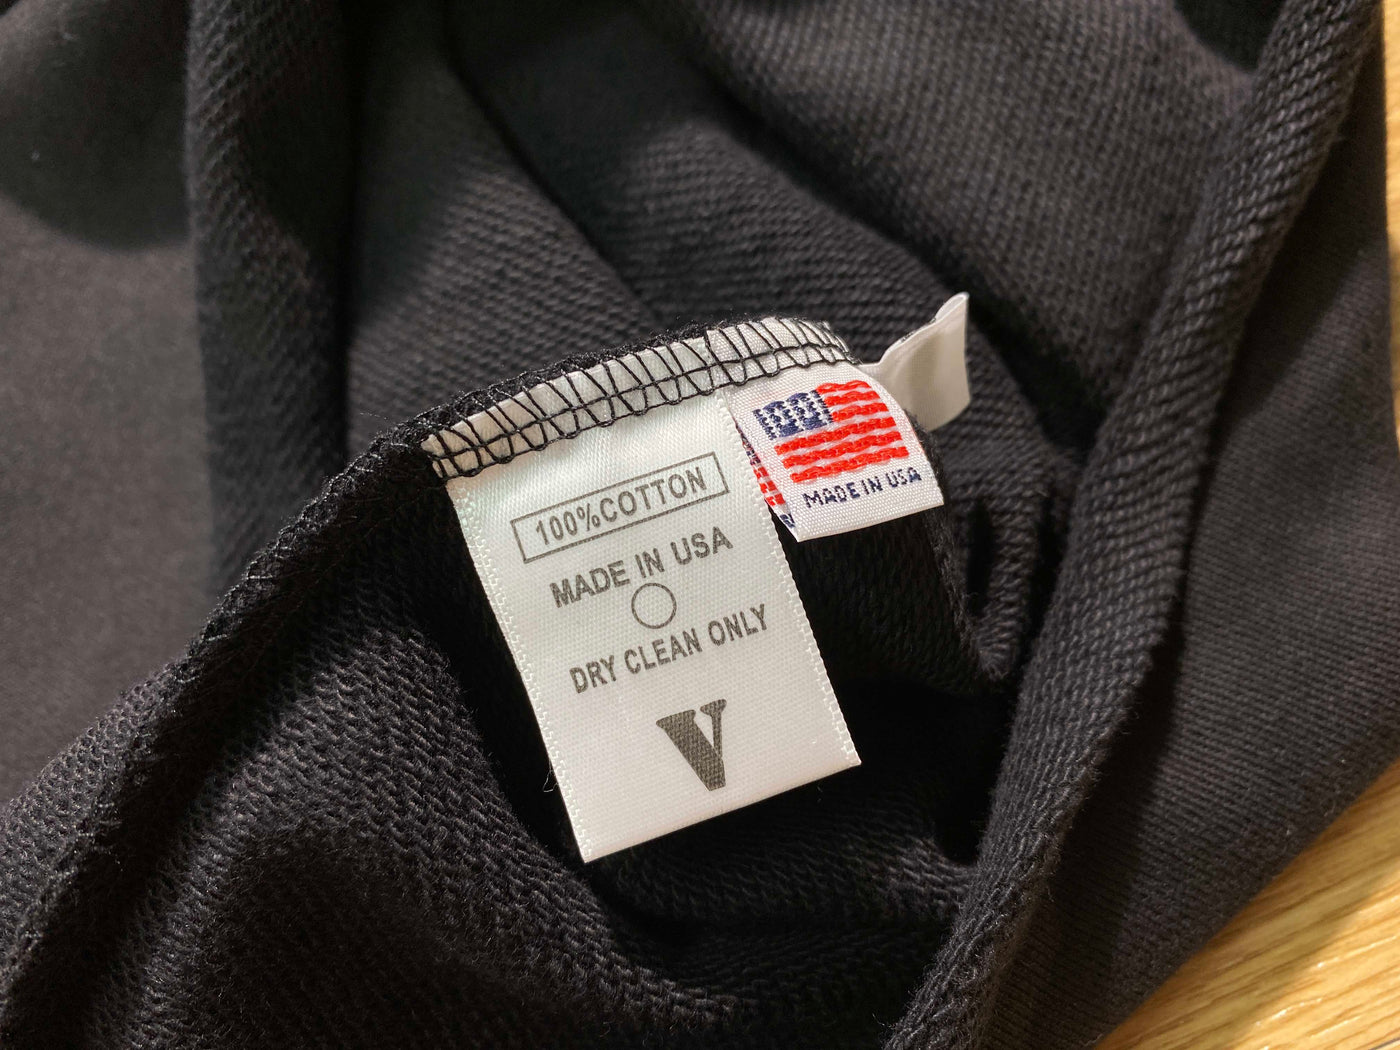 100%COTTON
MADE IN USA
DRY CLEAN ONLY
V
MADE IN USA